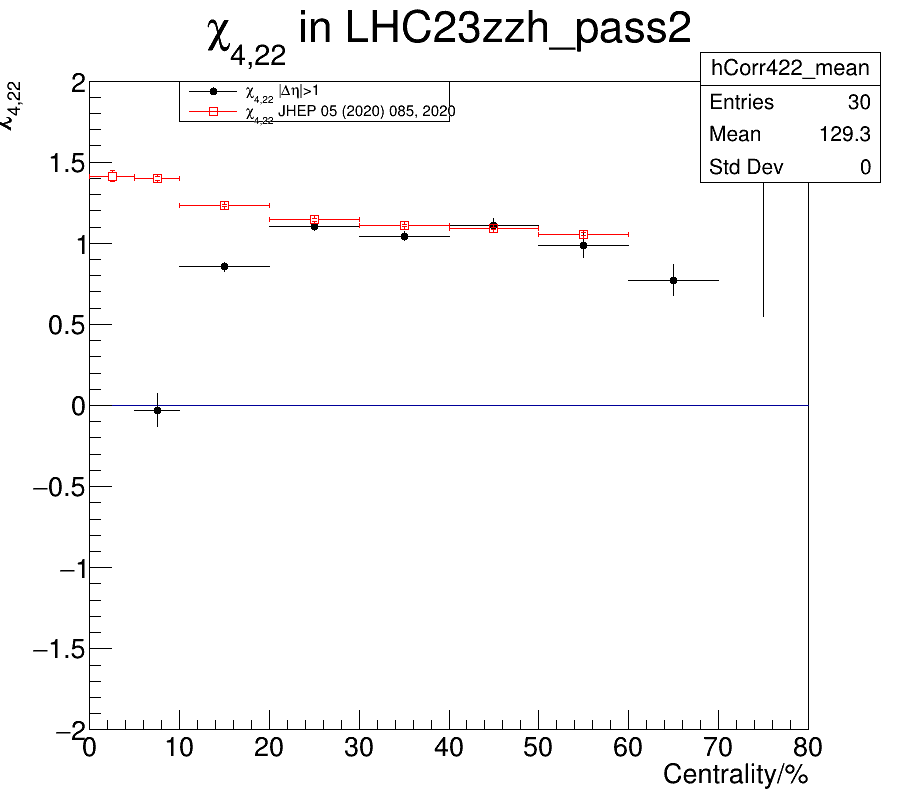 χ4,22 in LHC23zzh_pass2
χ4,22
hCorr422_mean
Entries 30
Mean 129.3
Std Dev 0
χ4,22 |Δη|>1
χ4,22 JHEP 05 (2020) 085, 2020
2
1.5
1
0.5
0
−0.5
−1
−1.5
−2
0 10 20 30 40 50 60 70 80
Centrality/%